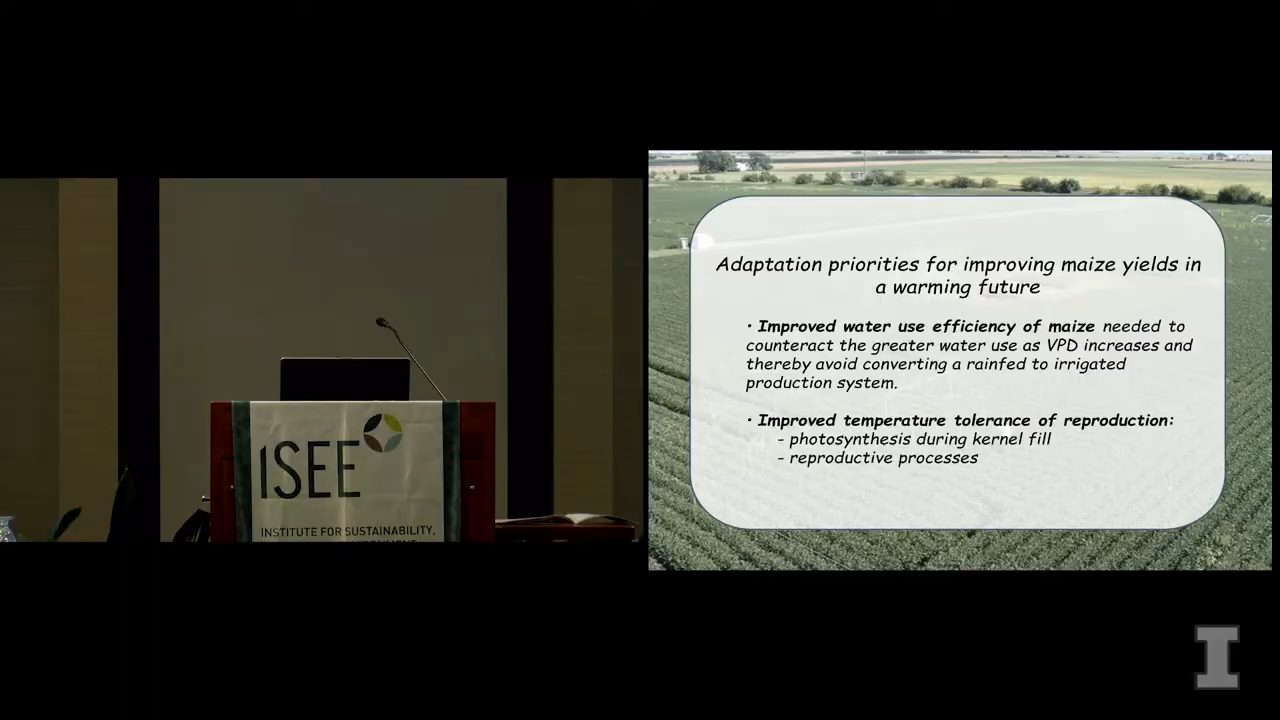 ISEE
INSTITUTE FOR SUSTAINABILITY,
Adaptation priorities for improving maize yields in
a warming future
• Improved water use efficiency of maize needed to
counteract the greater water use as VPD increases and
thereby avoid converting a rainfed to irrigated
production system.
• Improved temperature tolerance of reproduction:
- photosynthesis during kernel fill
- reproductive processes
I